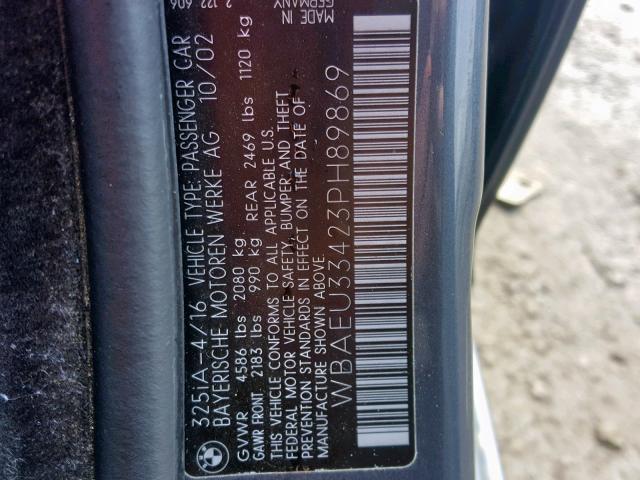 MADE IN
GERMANY
325iA-4/16 VEHICLE TYPE: PASSENGER CAR
BAYERISCHE MOTOREN WERKE AG 10/02
GVWR 4586 lbs 2080 kg
GAWR FRONT 2183 lbs 990 kg REAR 2469 lbs 1120 kg
THIS VEHICLE CONFORMS TO ALL APPLICABLE U.S.
FEDERAL MOTOR VEHICLE SAFETY, BUMPER, AND THEFT
PREVENTION STANDARDS IN EFFECT ON THE DATE OF
MANUFACTURE SHOWN ABOVE.
WBAEU33423PH89869